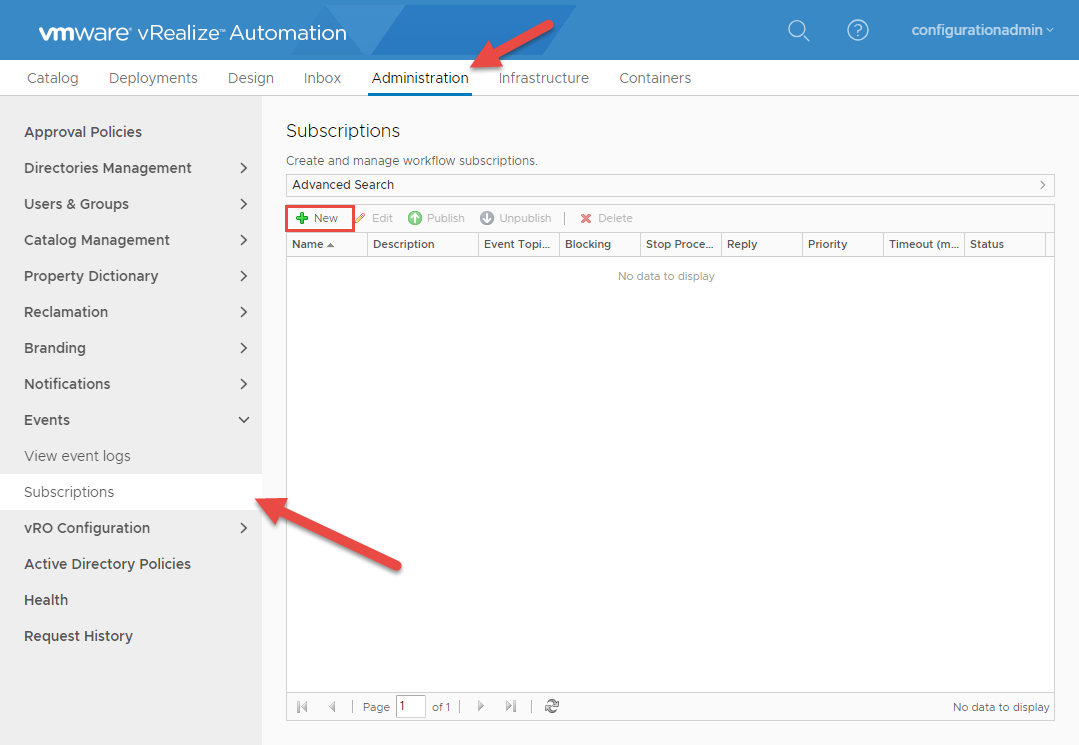 vmware® vRealize™ Automation
configurationadmin
Catalog Deployments Design Inbox Administration Infrastructure Containers
Approval Policies
Directories Management
Users & Groups
Catalog Management
Property Dictionary
Reclamation
Branding
Notifications
Events
View event logs
Subscriptions
vRO Configuration
Active Directory Policies
Health
Request History
Subscriptions
Create and manage workflow subscriptions.
Advanced Search
New Edit Publish Unpublish Delete
Name Description Event Topi... Blocking Stop Proce... Reply Priority Timeout (m... Status
No data to display
Page 1 of 1 No data to display